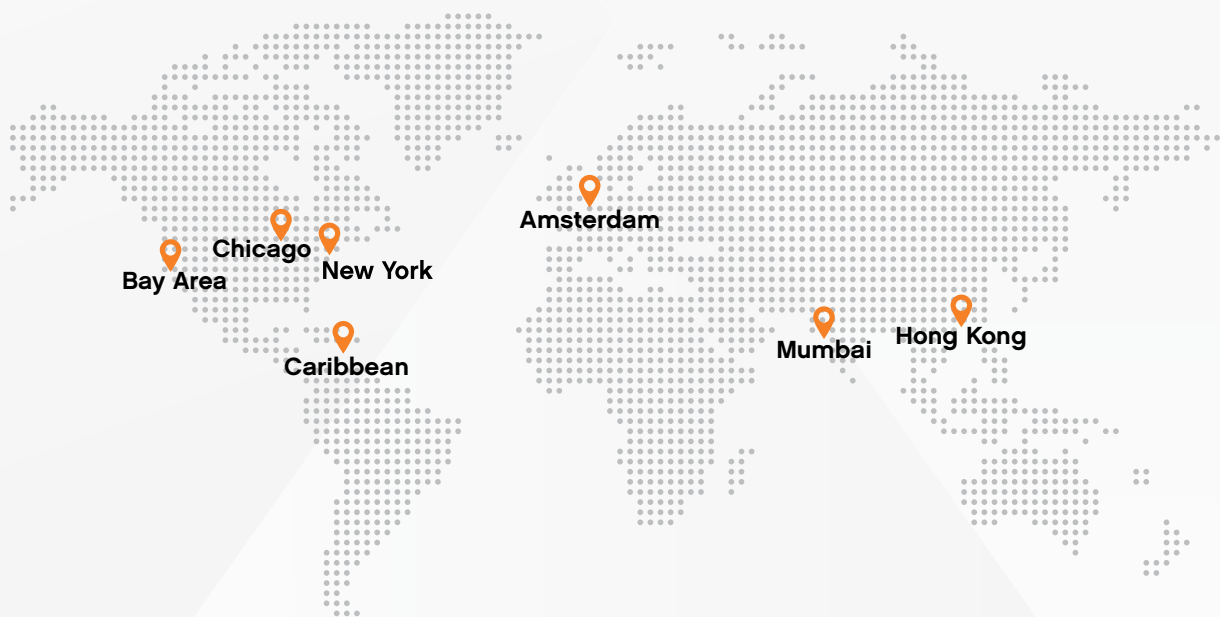 Amsterdam
Chicago
New York
Bay Area
Hong Kong
Mumbai
Caribbean